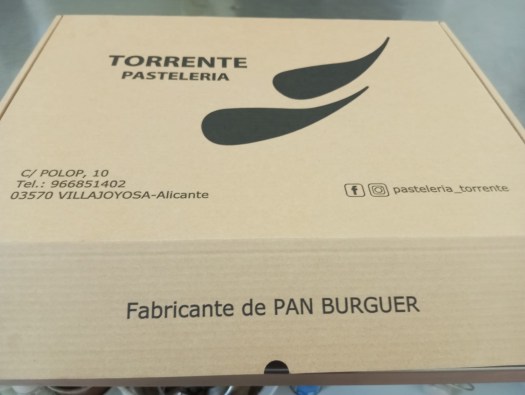 TORRENTE
PASTELERIA
C/ POLOP, 10
Tel.: 966851402
03570 VILLAJOYOSA-Alicante
pasteleria_torrente
Fabricante de PAN BURGUER